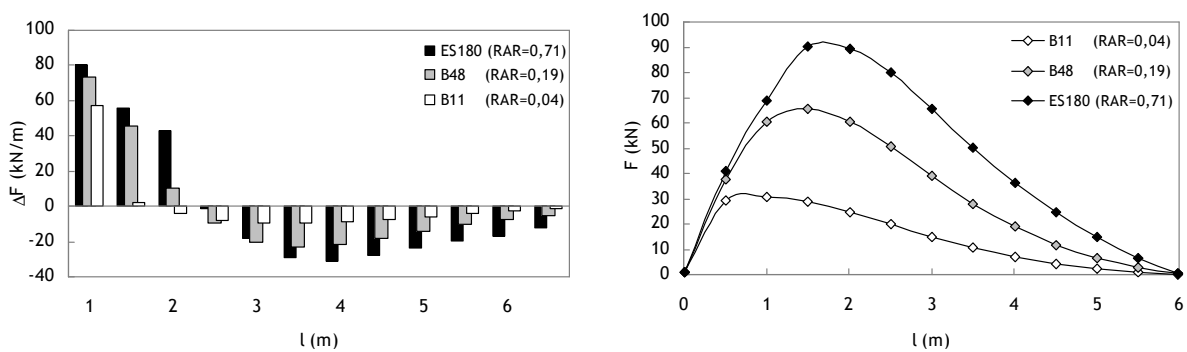 100
80
60
40
20
0
-20
-40
ΔF (kN/m)
ES180 (RAR=0,71)
B48 (RAR=0,19)
B11 (RAR=0,04)
1 2 3 4 5 6
l (m)
100
90
80
70
60
50
40
30
20
10
0
F (kN)
B11 (RAR=0,04)
B48 (RAR=0,19)
ES180 (RAR=0,71)
0 1 2 3 4 5 6
l (m)